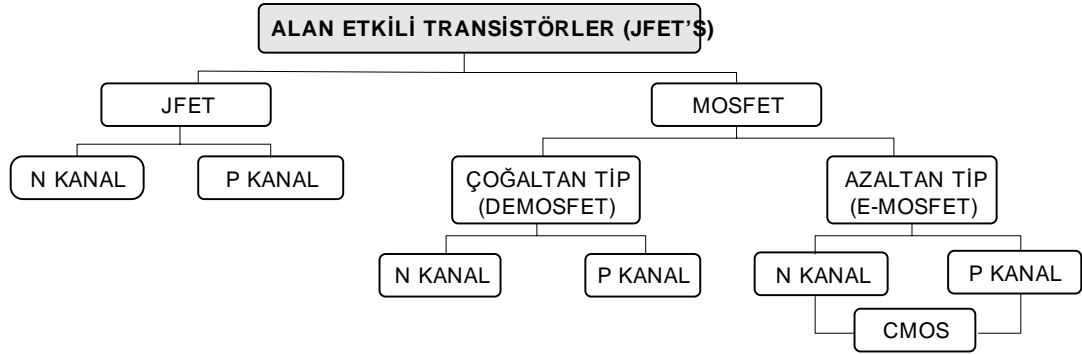 ALAN ETKİLİ TRANSİSTÖRLER (JFET'S)
JFET
MOSFET
N KANAL
P KANAL
ÇOĞALTAN TİP
(DEMOSFET)
AZALTAN TİP
(E-MOSFET)
N KANAL
P KANAL
N KANAL
P KANAL
CMOS